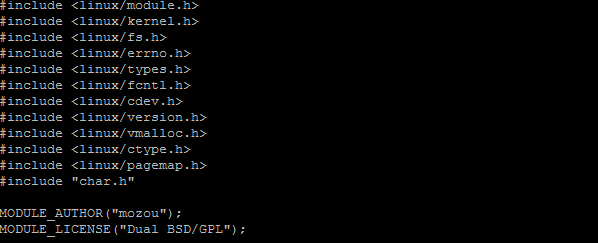 #include <linux/module.h>
#include <linux/kernel.h>
#include <linux/fs.h>
#include <linux/errno.h>
#include <linux/types.h>
#include <linux/fcntl.h>
#include <linux/cdev.h>
#include <linux/version.h>
#include <linux/vmalloc.h>
#include <linux/ctype.h>
#include <linux/pagemap.h>
#include "char.h"
MODULE_AUTHOR("mozou");
MODULE_LICENSE("Dual BSD/GPL");